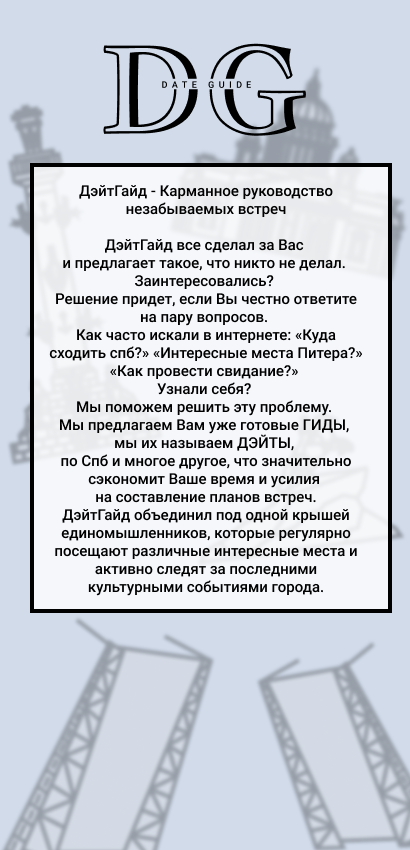 DG
DATE GUIDE
ДэйтГайд - Карманное руководство
незабываемых встреч
ДэйтГайд все сделал за Вас
и предлагает такое, что никто не делал.
Заинтересовались?
Решение придет, если Вы честно ответите
на пару вопросов.
Как часто искали в интернете: «Куда
сходить спб?» «Интересные места Питера?»
«Как провести свидание?»
Узнали себя?
Мы поможем решить эту проблему.
Мы предлагаем Вам уже готовые ГИДЫ,
мы их называем ДЭЙТЫ,
по Спб и многое другое, что значительно
сэкономит Ваше время и усилия
на составление планов встреч.
ДэйтГайд объединил под одной крышей
единомышленников, которые регулярно
посещают различные интересные места и
активно следят за последними
культурными событиями города.